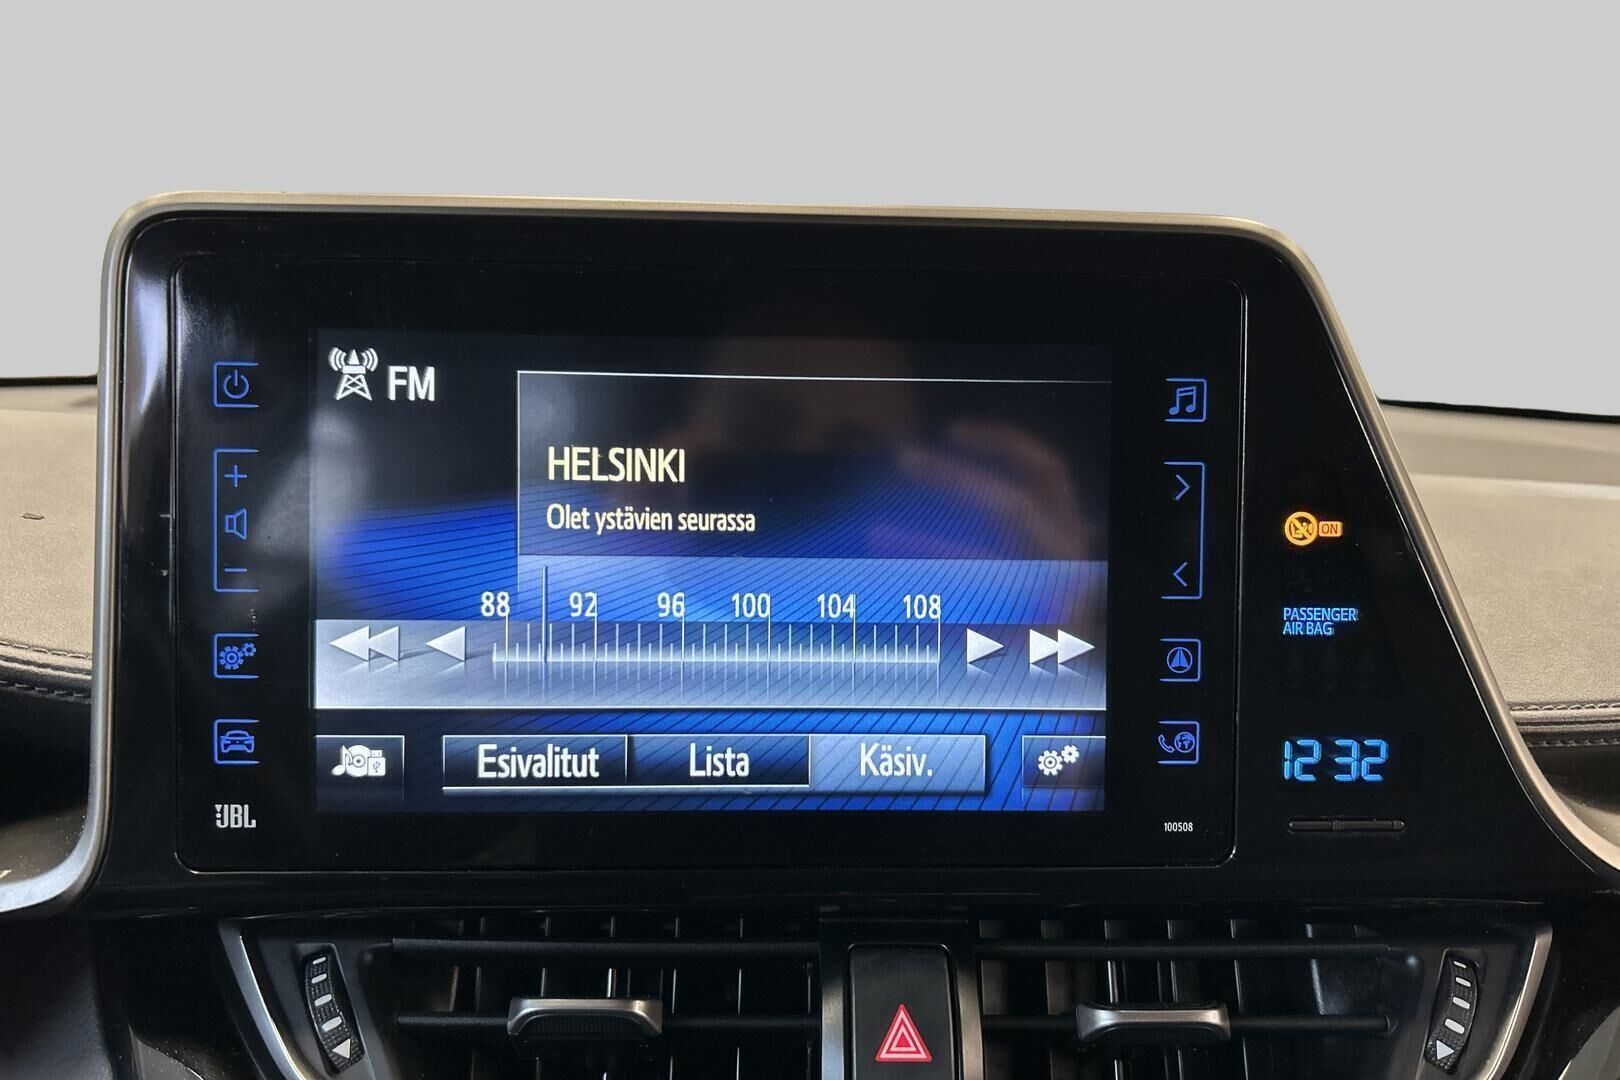 FM
HELSINKI
Olet ystävien seurassa
88 92 96 100 104 108
Esivalitut Lista Käsiv.
JBL
100508
ON
PASSENGER
AIR BAG
12 32